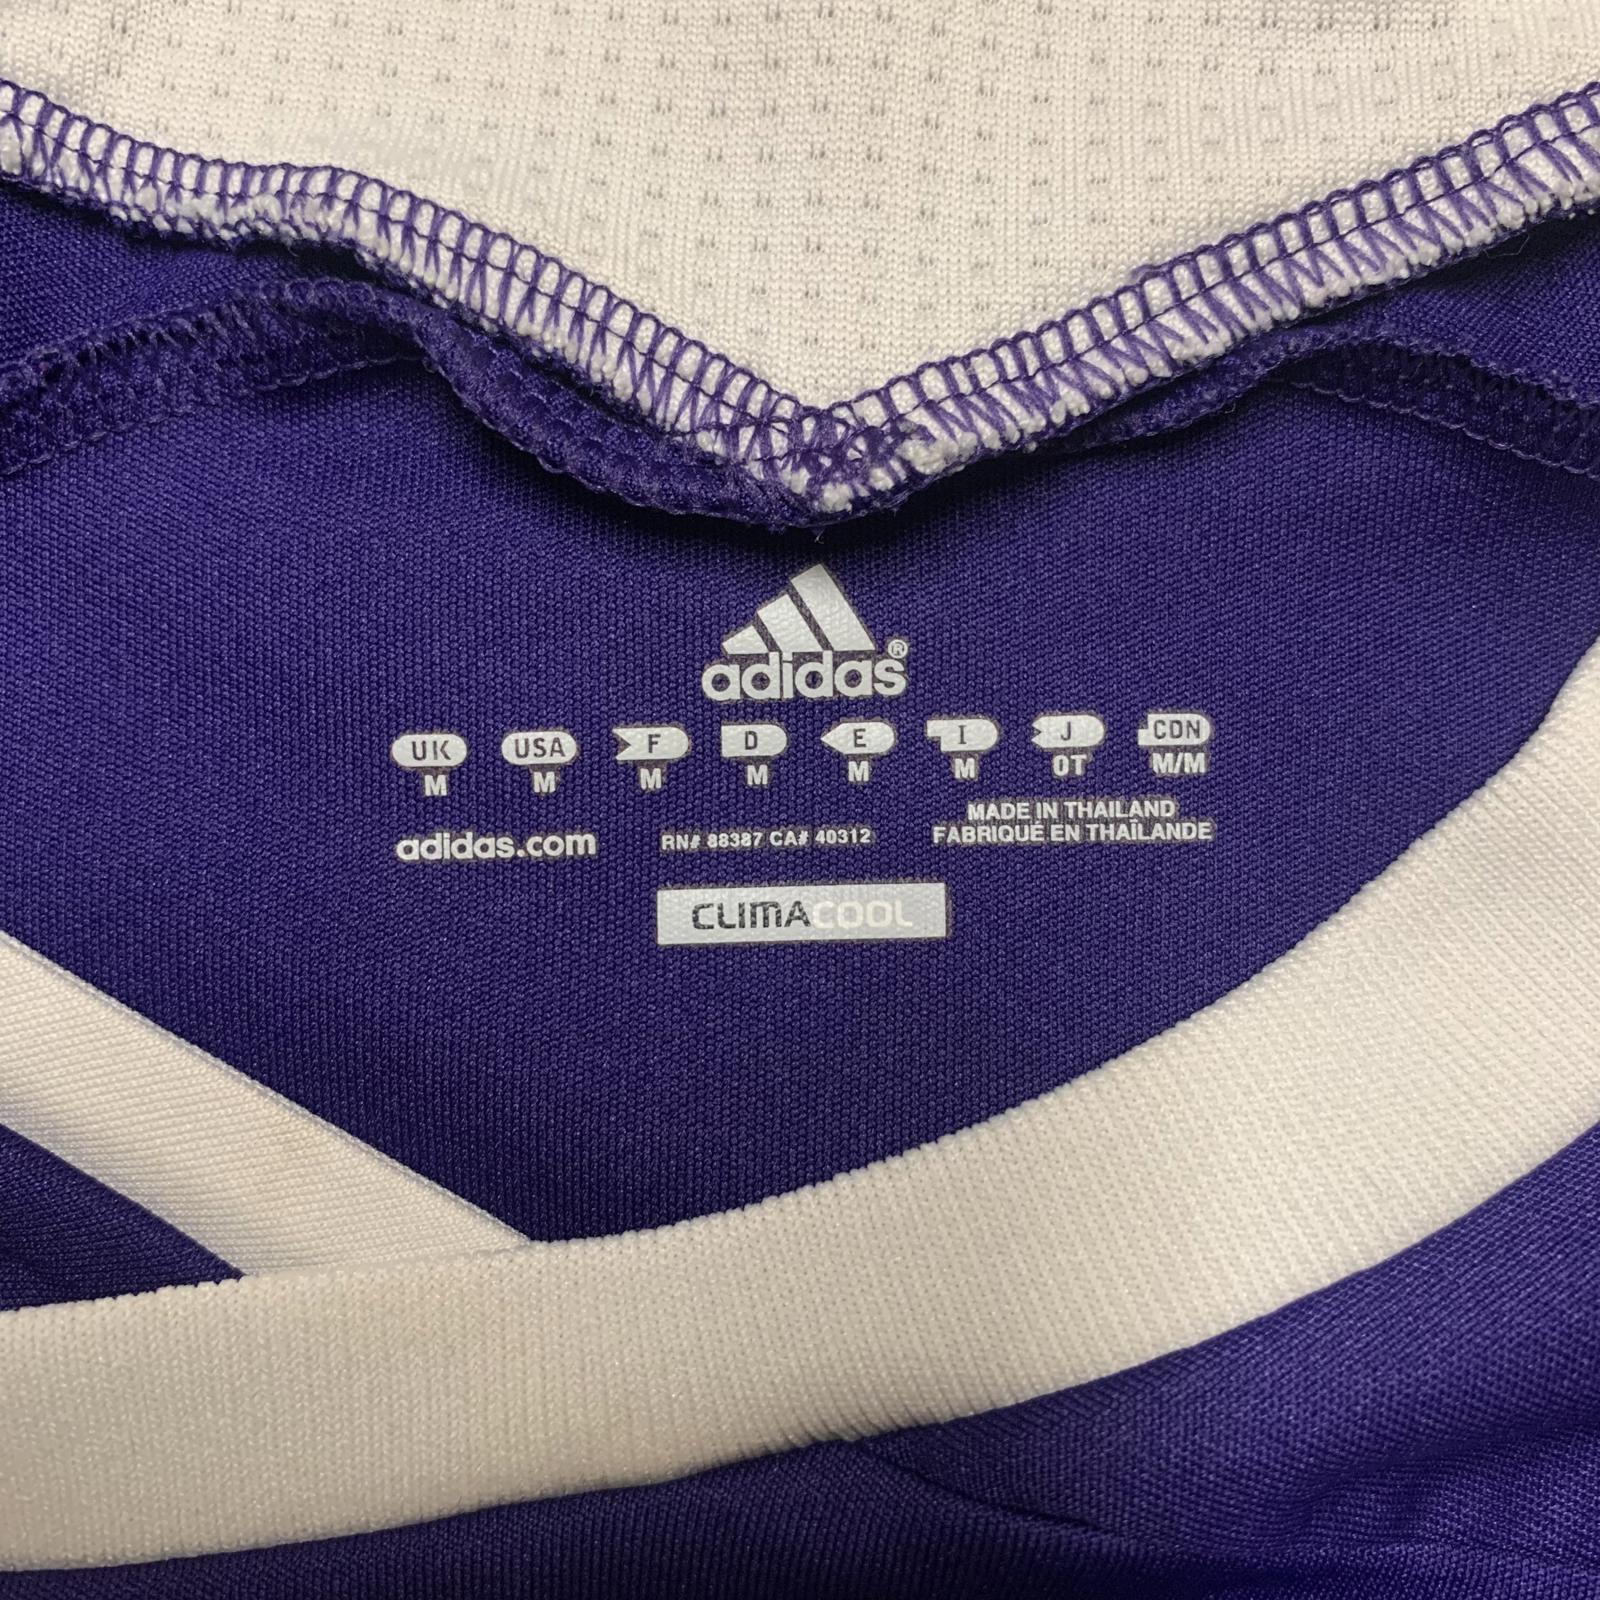 adidas®
UK USA F D E I J CDN
M M M M M M OT M/M
adidas.com
RN# 88387 CA# 40312
MADE IN THAILAND
FABRIQUÉ EN THAÏLANDE
CLIMACOOL